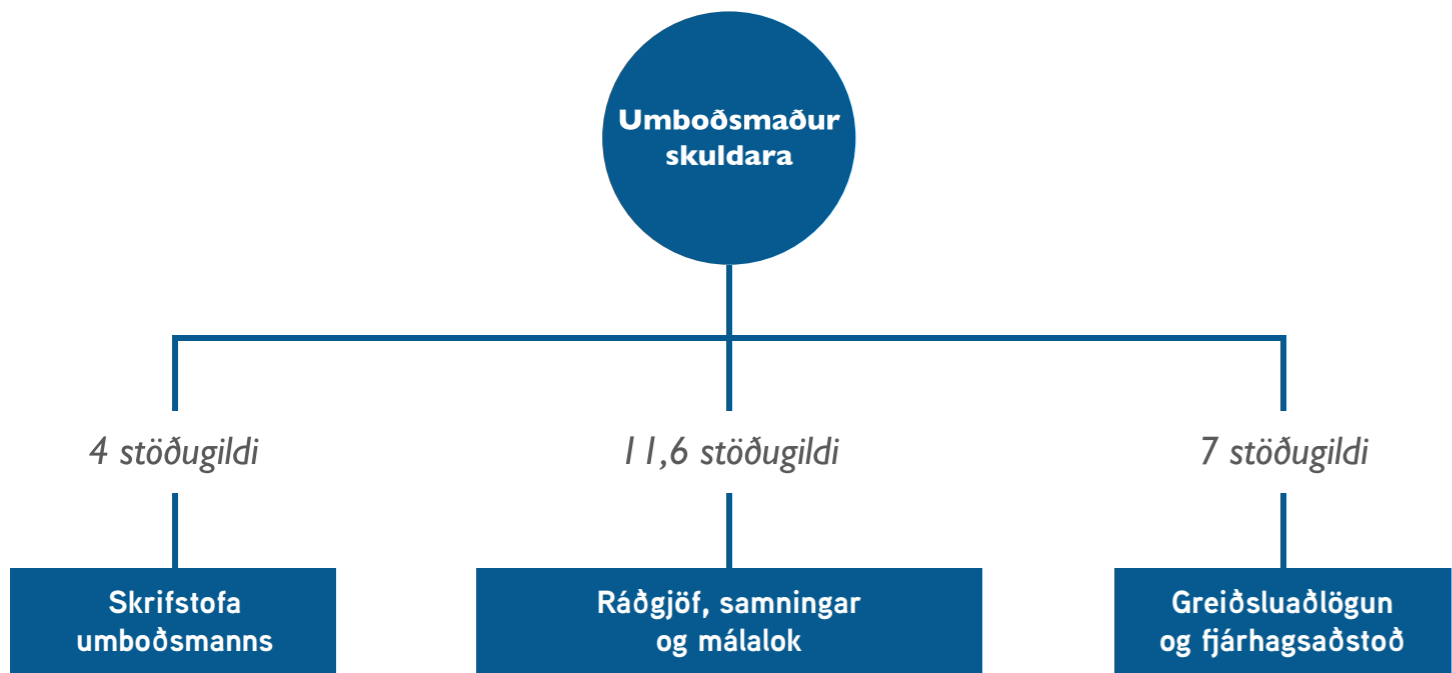 Umboðsmaður
skuldara
4 stöðugildi
11,6 stöðugildi
7 stöðugildi
Skrifstofa
umboðsmanns
Ráðgjöf, samningar
og málalok
Greiðsluaðlögun
og fjárhagsaðstoð